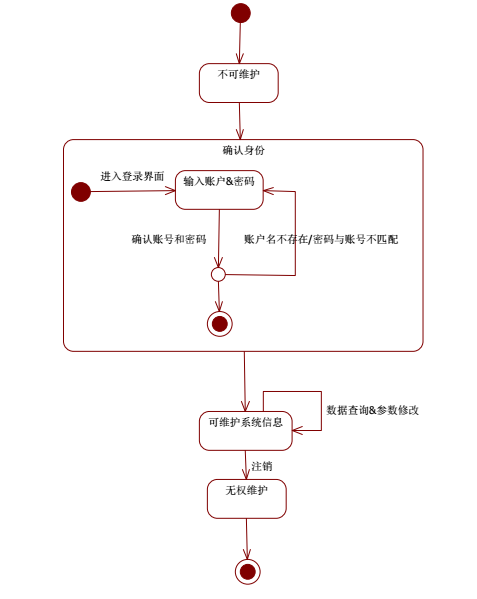 不可维护
确认身份
进入登录界面
输入账户&密码
确认账号和密码
账户名不存在/密码与账号不匹配
可维护系统信息
数据查询&参数修改
注销
无权维护